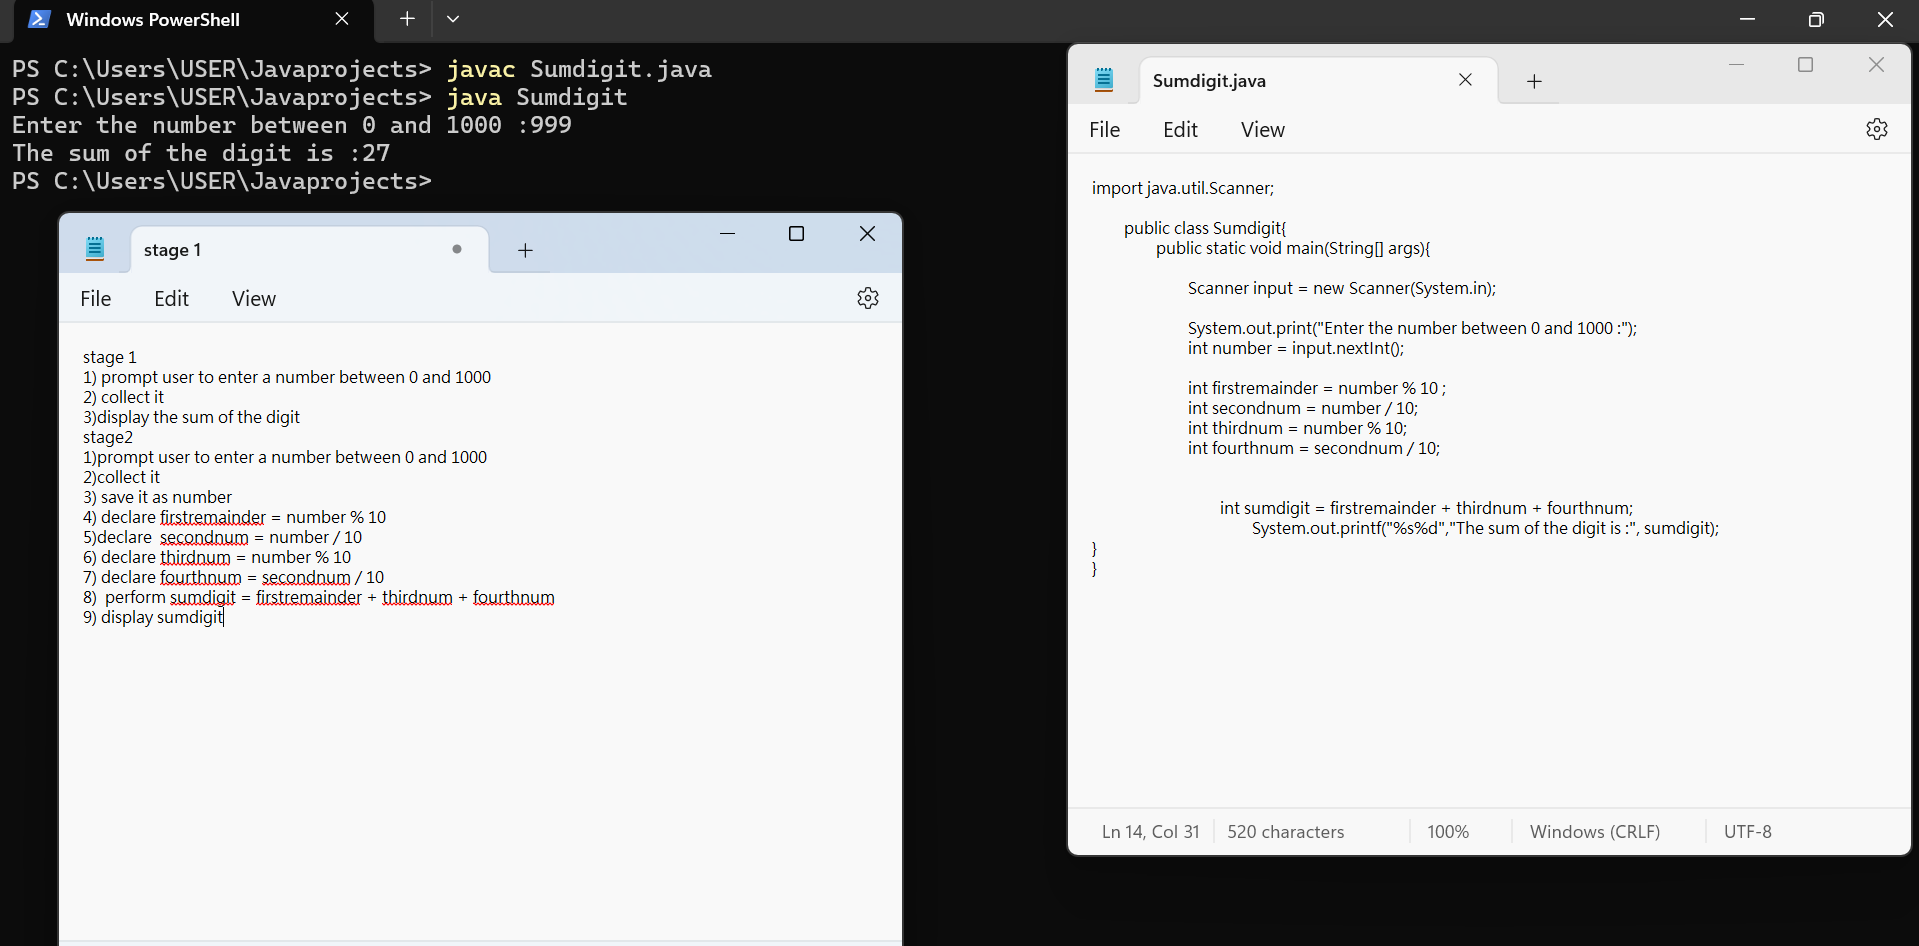 Windows PowerShell
PS C:\Users\USER\Javaprojects> javac Sumdigit.java
PS C:\Users\USER\Javaprojects> java Sumdigit
Enter the number between 0 and 1000 :999
The sum of the digit is :27
PS C:\Users\USER\Javaprojects>
stage 1
File Edit View
stage 1
1) prompt user to enter a number between 0 and 1000
2) collect it
3)display the sum of the digit
stage2
1)prompt user to enter a number between 0 and 1000
2)collect it
3) save it as number
4) declare firstremainder = number % 10
5)declare  secondnum = number / 10
6) declare thirdnum = number % 10
7) declare fourthnum = secondnum / 10
8)  perform sumdigit = firstremainder + thirdnum + fourthnum
9) display sumdigit
Sumdigit.java
File Edit View
import java.util.Scanner;
public class Sumdigit{
public static void main(String[] args){
Scanner input = new Scanner(System.in);
System.out.print("Enter the number between 0 and 1000 :");
int number = input.nextInt();
int firstremainder = number % 10 ;
int secondnum = number / 10;
int thirdnum = number % 10;
int fourthnum = secondnum / 10;
int sumdigit = firstremainder + thirdnum + fourthnum;
System.out.printf("%s%d","The sum of the digit is :", sumdigit);
}
}
Ln 14, Col 31 520 characters 100% Windows (CRLF) UTF-8